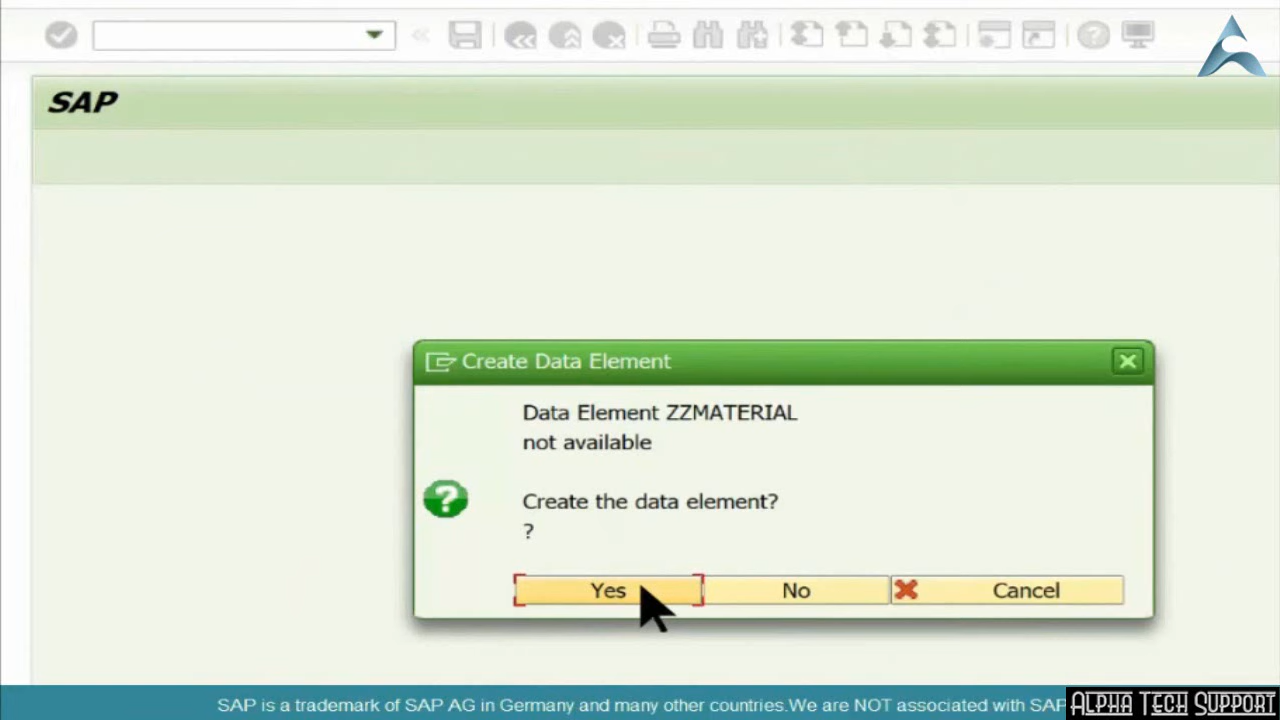 SAP
Create Data Element
Data Element ZZMATERIAL
not available
Create the data element?
?
Yes
No
Cancel
SAP is a trademark of SAP AG in Germany and many other countries.We are NOT associated with SAP
ALPHA TECH SUPPORT